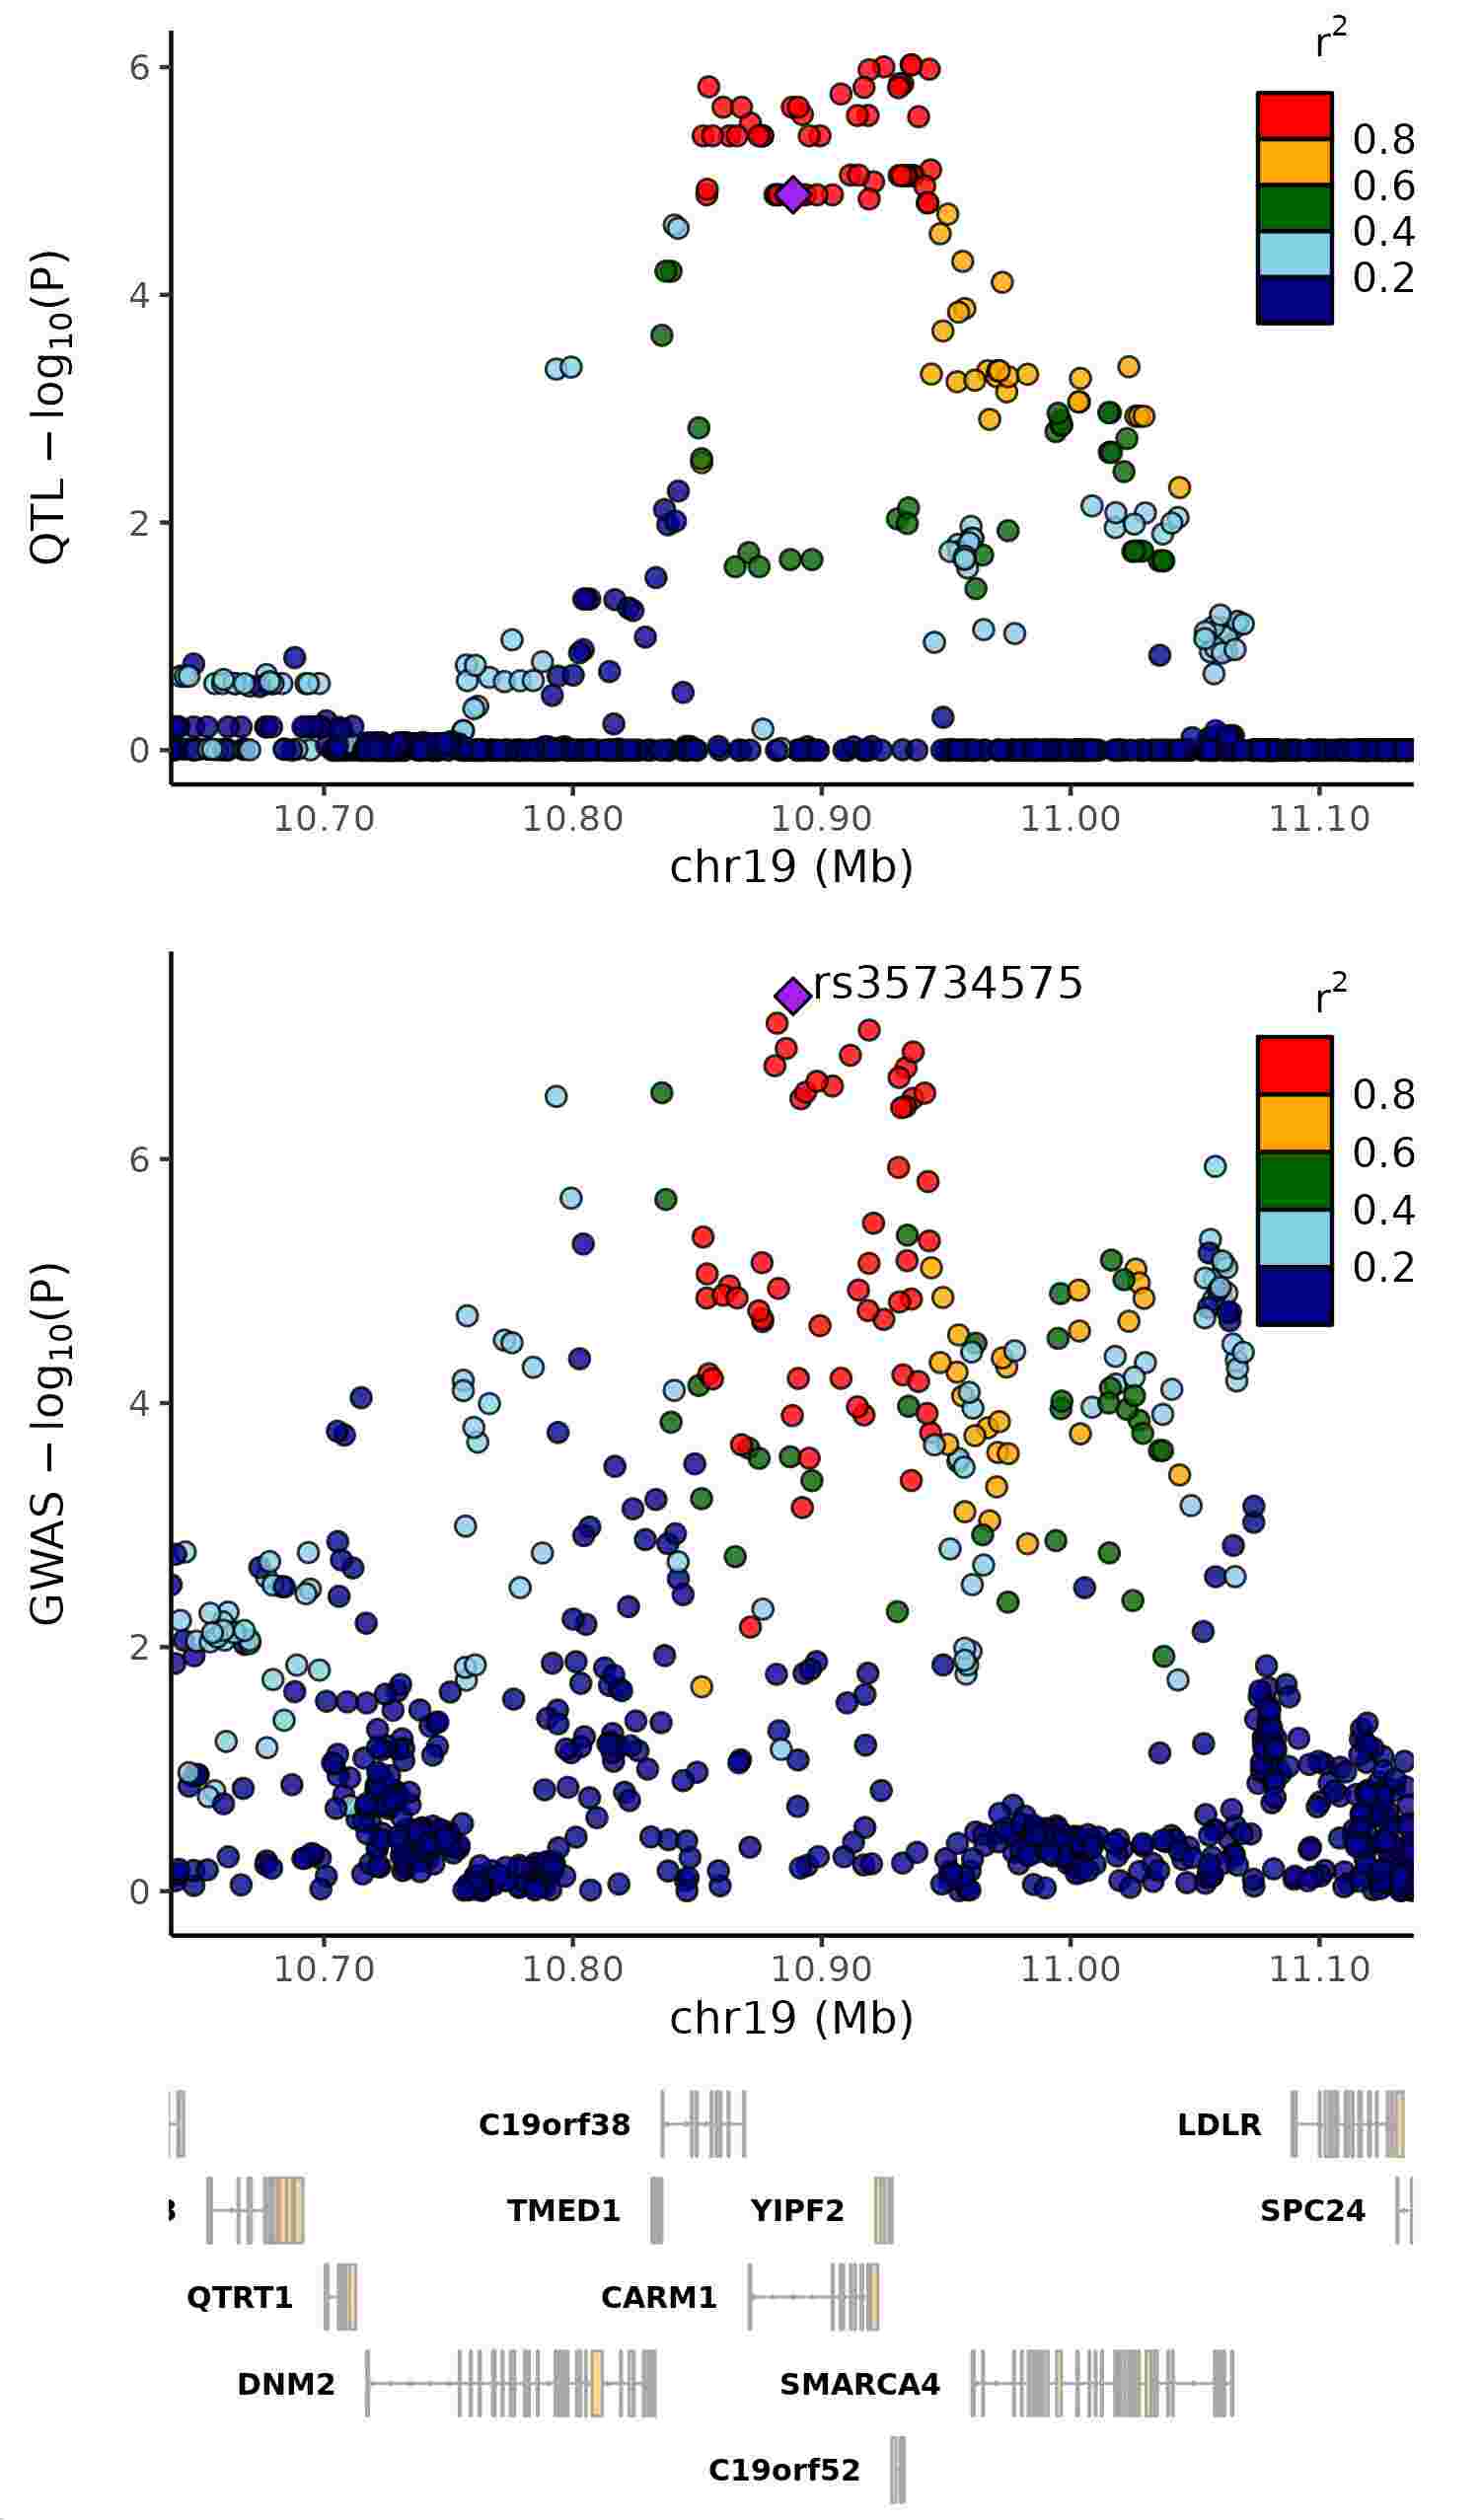 r2
6
0.8
0.6
4
0.4
0.2
QTL − log10(P)
2
0
10.70 10.80 10.90 11.00 11.10
chr19 (Mb)
rs35734575
r2
0.8
6
0.6
0.4
0.2
GWAS − log10(P)
4
2
0
10.70 10.80 10.90 11.00 11.10
chr19 (Mb)
C19orf38 LDLR
TMED1 YIPF2 SPC24
QTRT1 CARM1
DNM2 SMARCA4
C19orf52